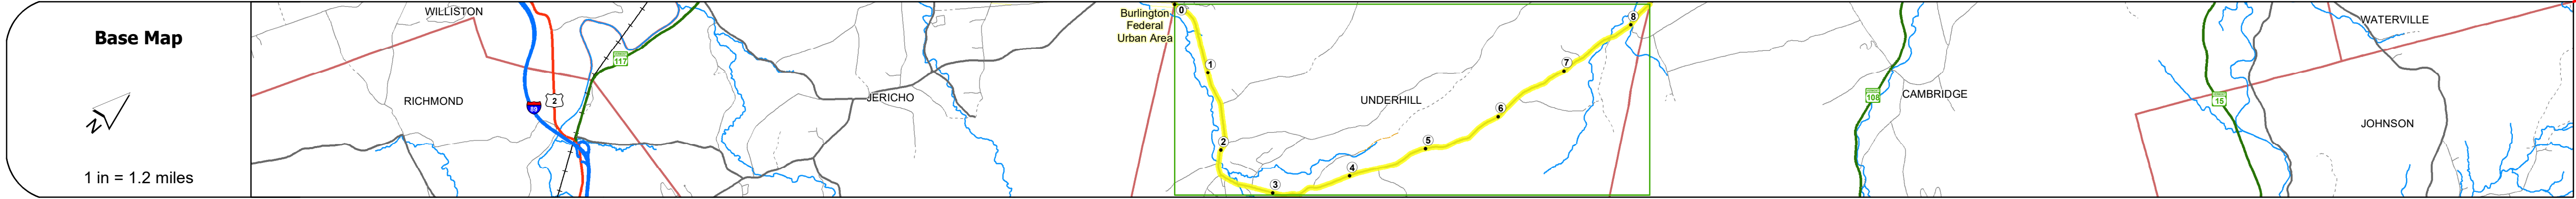 Base Map
N
1 in = 1.2 miles
WILLISTON
RICHMOND
89
2
117
JERICHO
Burlington
Federal
Urban Area
0
1
2
3
4
5
6
7
8
UNDERHILL
108
CAMBRIDGE
15
WATERVILLE
JOHNSON